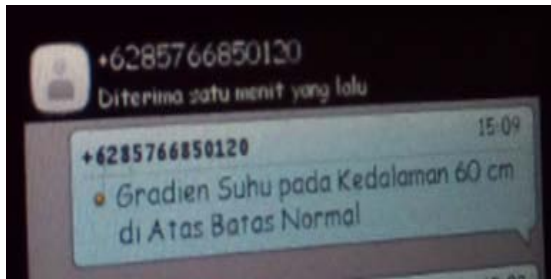 +6285766850120
Diterima satu menit yang lalu
+6285766850120
15:09
Gradien Suhu pada Kedalaman 60 cm
di Atas Batas Normal